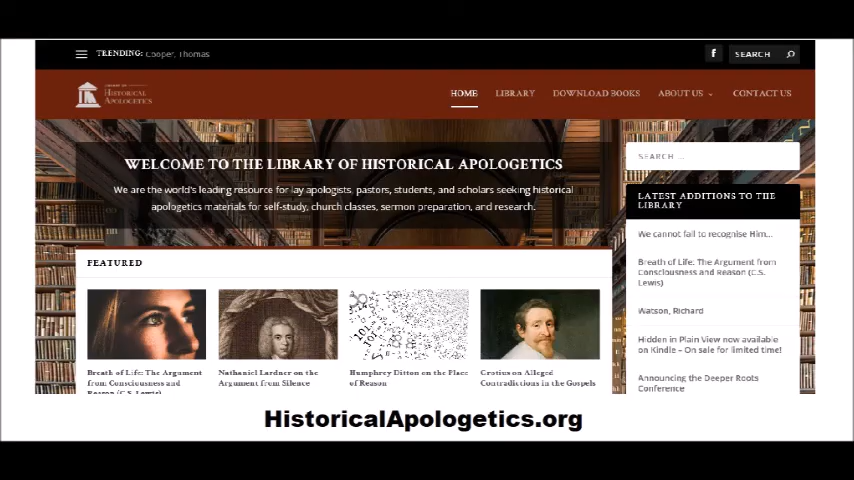 TRENDING: Cooper, Thomas
f
SEARCH
LIBRARY OF
HISTORICAL
APOLOGETICS
HOME
LIBRARY
DOWNLOAD BOOKS
ABOUT US
CONTACT US
WELCOME TO THE LIBRARY OF HISTORICAL APOLOGETICS
We are the world's leading resource for lay apologists, pastors, students, and scholars seeking historical
apologetics materials for self-study, church classes, sermon preparation, and research.
SEARCH ...
LATEST ADDITIONS TO THE
LIBRARY
We cannot fail to recognise Him...
Breath of Life: The Argument from
Consciousness and Reason (C.S.
Lewis)
Watson, Richard
Hidden in Plain View now available
on Kindle – On sale for limited time!
Announcing the Deeper Roots
Conference
FEATURED
Breath of Life: The Argument
from Consciousness and
Reason (C.S. Lewis)
Nathaniel Lardner on the
Argument from Silence
Humphrey Ditton on the Place
of Reason
Grotius on Alleged
Contradictions in the Gospels
HistoricalApologetics.org